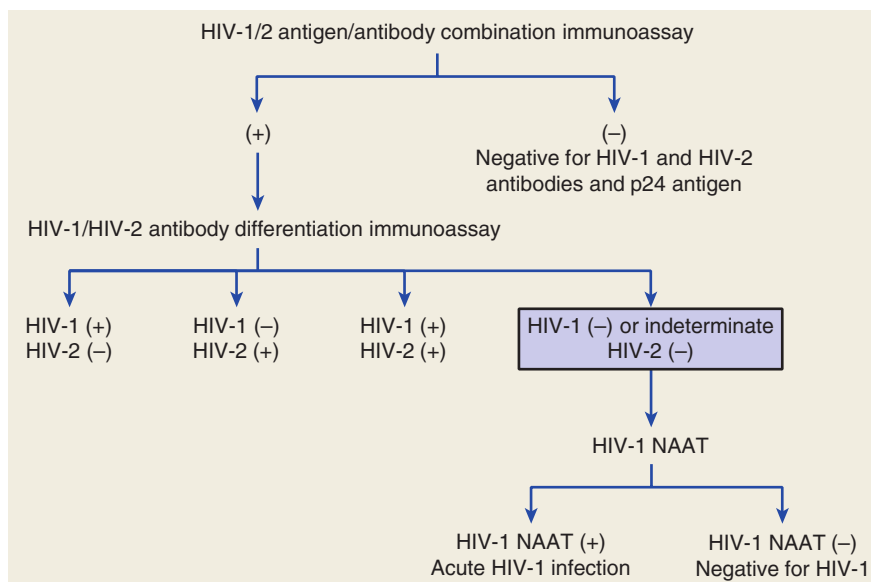 HIV-1/2 antigen/antibody combination immunoassay
(+)
(–)
Negative for HIV-1 and HIV-2
antibodies and p24 antigen
HIV-1/HIV-2 antibody differentiation immunoassay
HIV-1 (+)
HIV-2 (–)
HIV-1 (–)
HIV-2 (+)
HIV-1 (+)
HIV-2 (+)
HIV-1 (–) or indeterminate
HIV-2 (–)
HIV-1 NAAT
HIV-1 NAAT (+)
Acute HIV-1 infection
HIV-1 NAAT (–)
Negative for HIV-1